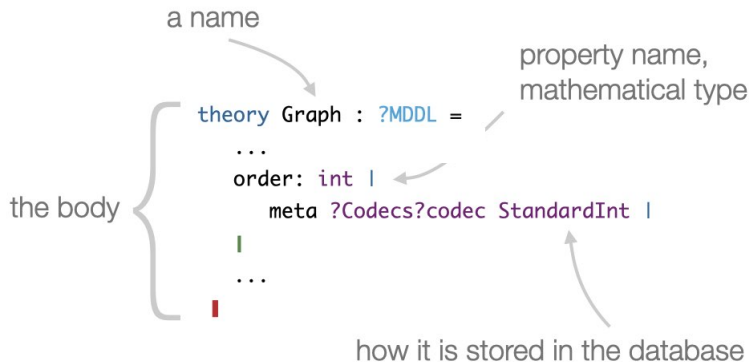 a name
property name,
mathematical type
theory Graph : ?MDDL =
...
order: int |
the body
meta ?Codecs?codec StandardInt |
...
how it is stored in the database